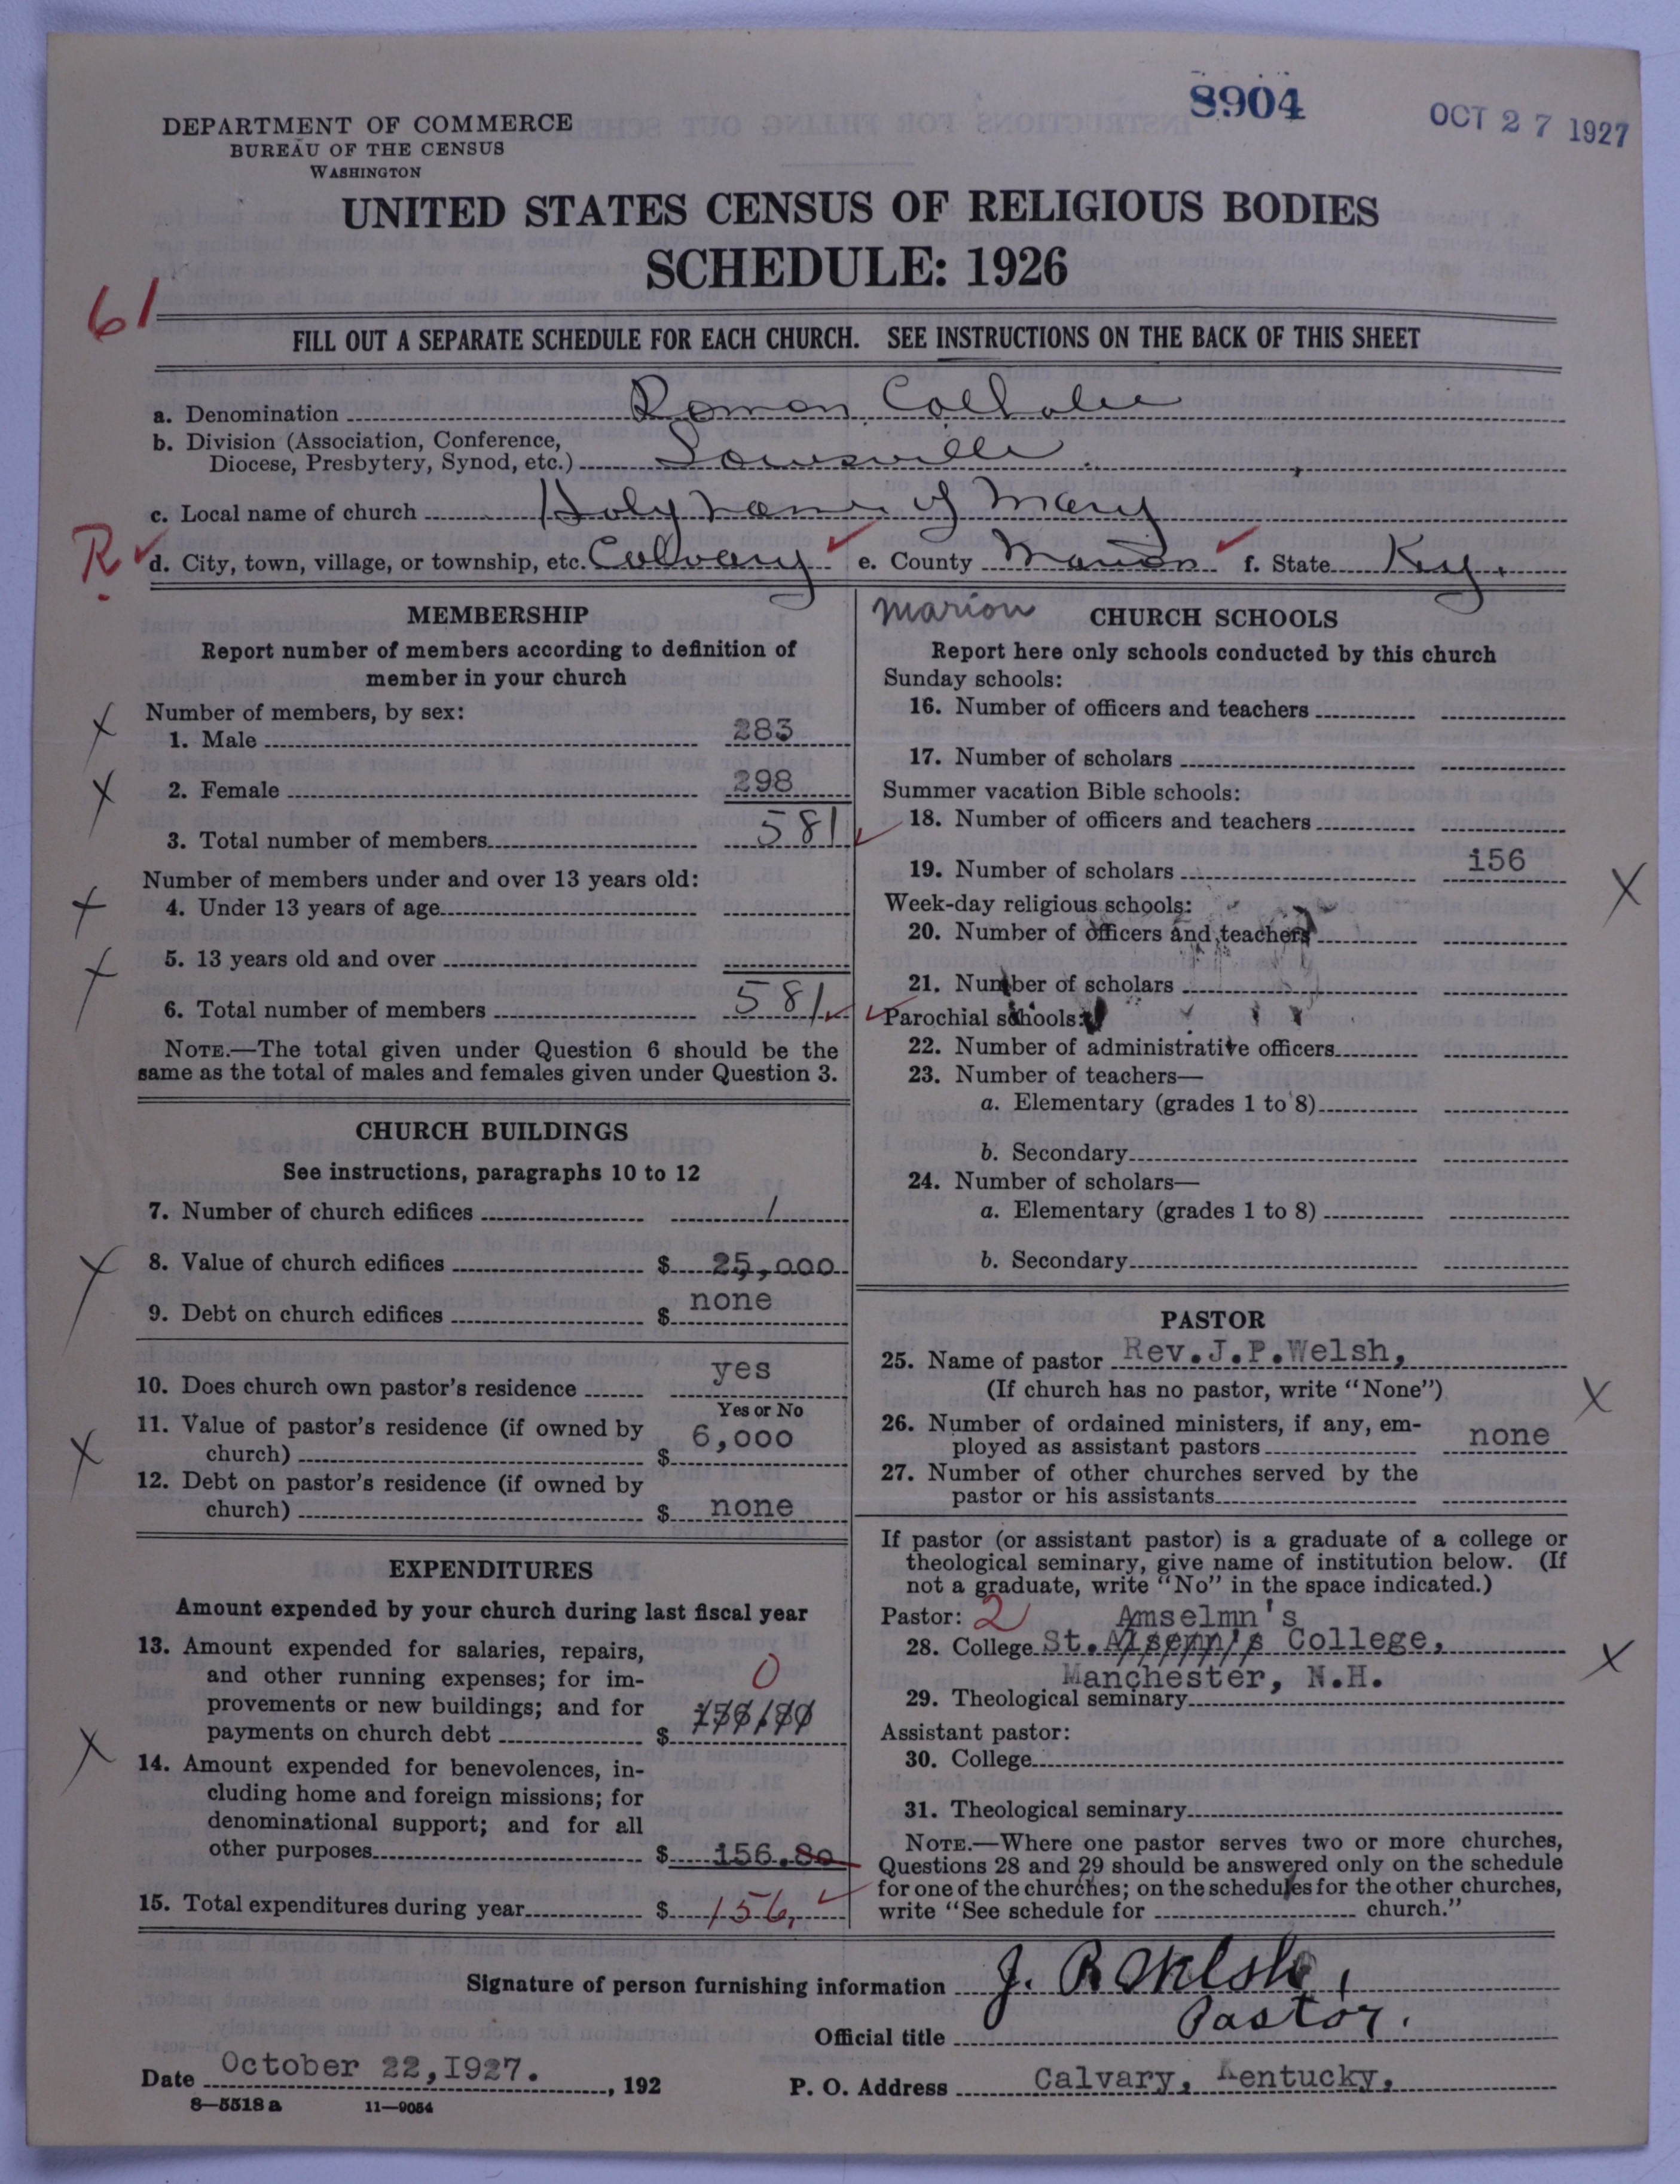 8904
OCT 27 1927
DEPARTMENT OF COMMERCE
BUREAU OF THE CENSUS
WASHINGTON
UNITED STATES CENSUS OF RELIGIOUS BODIES
SCHEDULE: 1926
61
FILL OUT A SEPARATE SCHEDULE FOR EACH CHURCH. SEE INSTRUCTIONS ON THE BACK OF THIS SHEET
a. Denomination Roman Catholic
b. Division (Association, Conference,
Diocese, Presbytery, Synod, etc.) Louisville
c. Local name of church Holy name of Mary
R
d. City, town, village, or township, etc. Calvary e. County Marion f. State Ky.
MEMBERSHIP
Report number of members according to definition of
member in your church
Number of members, by sex:
1. Male 283
2. Female 298
3. Total number of members 581
Number of members under and over 13 years old:
4. Under 13 years of age
5. 13 years old and over
6. Total number of members 581
NOTE.—The total given under Question 6 should be the
same as the total of males and females given under Question 3.
CHURCH BUILDINGS
See instructions, paragraphs 10 to 12
7. Number of church edifices 1
8. Value of church edifices $ 25,000
9. Debt on church edifices $ none
10. Does church own pastor's residence yes
Yes or No
11. Value of pastor's residence (if owned by
church) $ 6,000
12. Debt on pastor's residence (if owned by
church) $ none
EXPENDITURES
Amount expended by your church during last fiscal year
13. Amount expended for salaries, repairs,
and other running expenses; for im-
provements or new buildings; and for
payments on church debt $
0
14. Amount expended for benevolences, in-
cluding home and foreign missions; for
denominational support; and for all
other purposes $ 156.80
15. Total expenditures during year $ 156.
Marion
CHURCH SCHOOLS
Report here only schools conducted by this church
Sunday schools:
16. Number of officers and teachers
17. Number of scholars
Summer vacation Bible schools:
18. Number of officers and teachers
19. Number of scholars 156
Week-day religious schools:
20. Number of officers and teachers
21. Number of scholars
Parochial schools:
22. Number of administrative officers
23. Number of teachers—
a. Elementary (grades 1 to 8)
b. Secondary
24. Number of scholars—
a. Elementary (grades 1 to 8)
b. Secondary
PASTOR
25. Name of pastor Rev.J.P.Welsh,
(If church has no pastor, write "None")
26. Number of ordained ministers, if any, em-
ployed as assistant pastors none
27. Number of other churches served by the
pastor or his assistants
If pastor (or assistant pastor) is a graduate of a college or
theological seminary, give name of institution below. (If
not a graduate, write "No" in the space indicated.)
Pastor: 2 Amselmn's
28. College St. College,
Manchester, N.H.
29. Theological seminary
Assistant pastor:
30. College
31. Theological seminary
NOTE.—Where one pastor serves two or more churches,
Questions 28 and 29 should be answered only on the schedule
for one of the churches; on the schedules for the other churches,
write "See schedule for church."
Signature of person furnishing information J. P. Welsh,
Official title Pastor.
Date October 22,1927. , 192
P. O. Address Calvary, Kentucky,
8—5518 a 11—9054